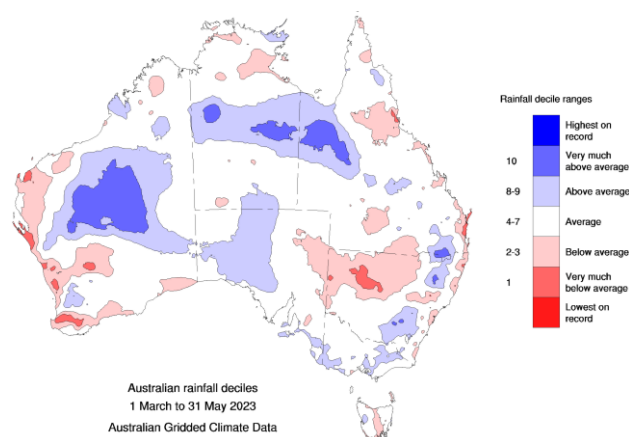 Rainfall decile ranges
Highest on
record
10
Very much
above average
8-9
Above average
4-7
Average
2-3
Below average
1
Very much
below average
Lowest on
record
Australian rainfall deciles
1 March to 31 May 2023
Australian Gridded Climate Data